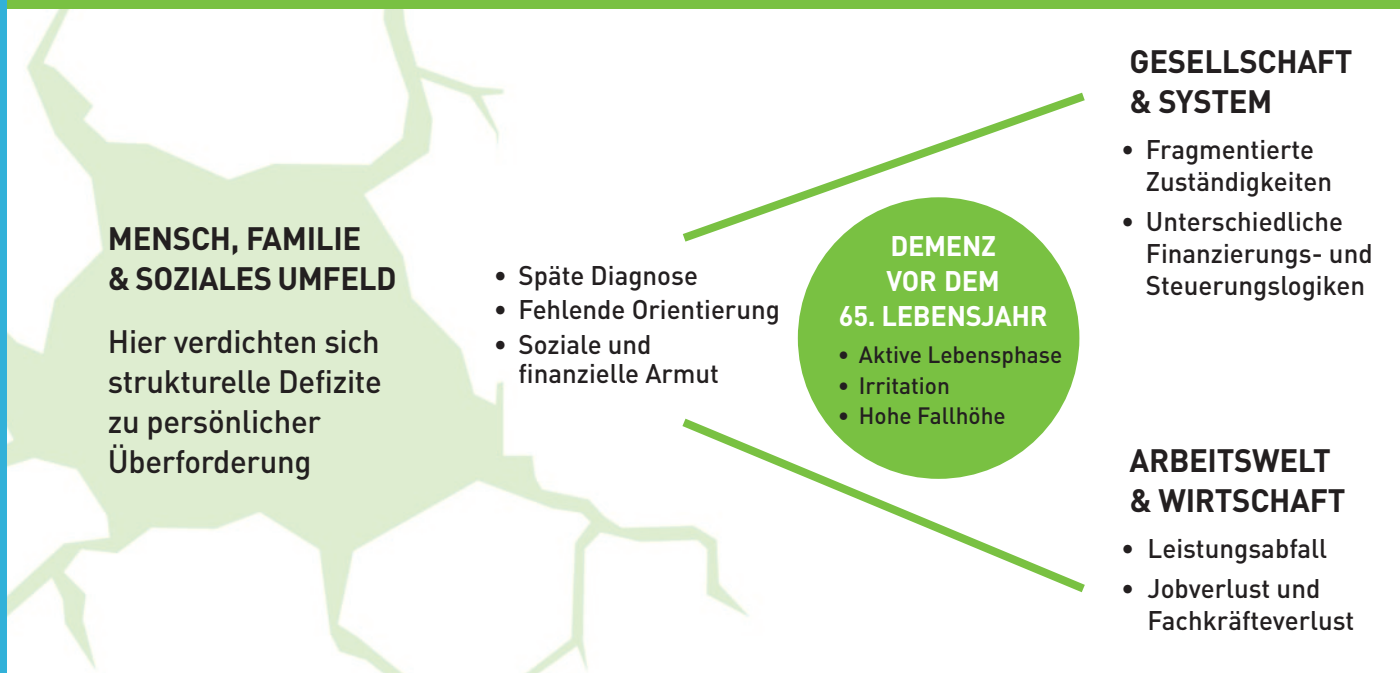 MENSCH, FAMILIE
& SOZIALES UMFELD
Hier verdichten sich
strukturelle Defizite
zu persönlicher
Überforderung
• Späte Diagnose
• Fehlende Orientierung
• Soziale und
finanzielle Armut
DEMENZ
VOR DEM
65. LEBENSJAHR
• Aktive Lebensphase
• Irritation
• Hohe Fallhöhe
GESELLSCHAFT
& SYSTEM
• Fragmentierte
Zuständigkeiten
• Unterschiedliche
Finanzierungs- und
Steuerungslogiken
ARBEITSWELT
& WIRTSCHAFT
• Leistungsabfall
• Jobverlust und
Fachkräfteverlust